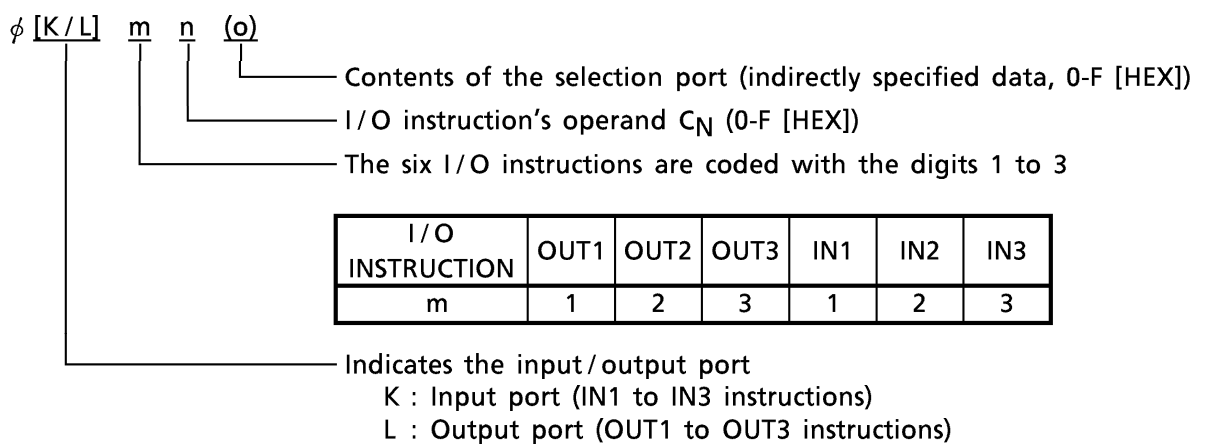 ϕ [K/L] m n (o)
Contents of the selection port (indirectly specified data, 0-F [HEX])
I/O instruction's operand CN (0-F [HEX])
The six I/O instructions are coded with the digits 1 to 3
I/O INSTRUCTION OUT1 OUT2 OUT3 IN1 IN2 IN3
m 1 2 3 1 2 3
Indicates the input/output port
K : Input port (IN1 to IN3 instructions)
L : Output port (OUT1 to OUT3 instructions)